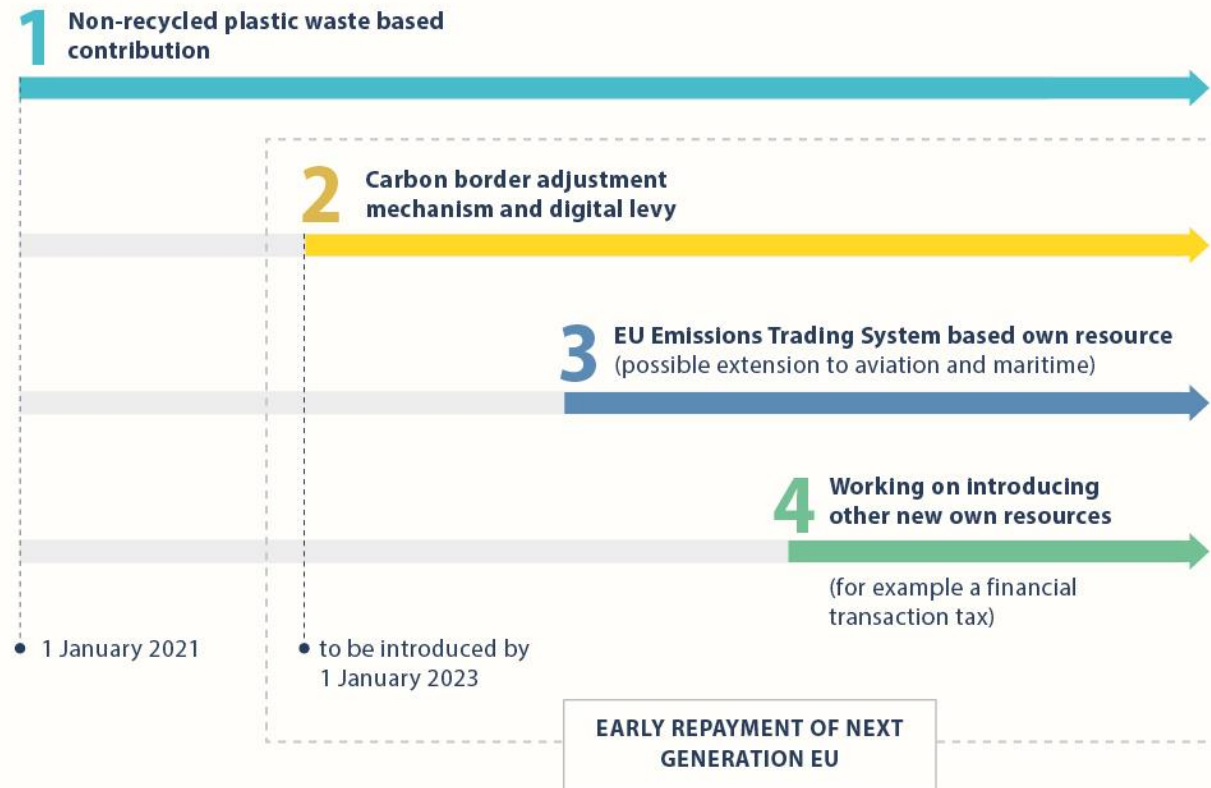 1
Non-recycled plastic waste based
contribution
2
Carbon border adjustment
mechanism and digital levy
3
EU Emissions Trading System based own resource
(possible extension to aviation and maritime)
4
Working on introducing
other new own resources
(for example a financial
transaction tax)
1 January 2021
to be introduced by
1 January 2023
EARLY REPAYMENT OF NEXT
GENERATION EU